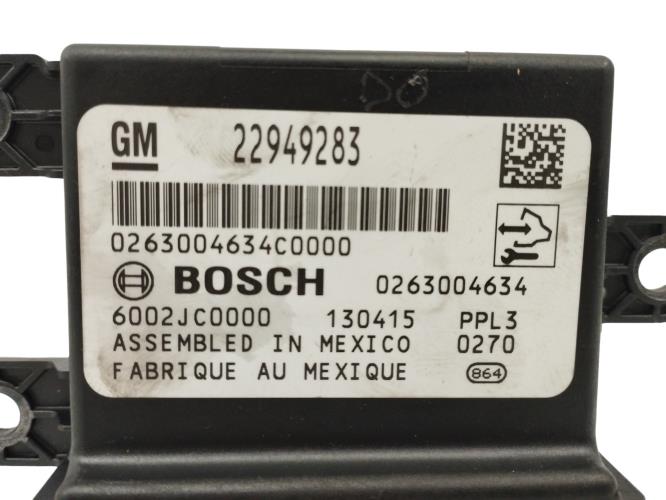 GM 22949283
0263004634C0000
BOSCH 0263004634
6002JC0000 130415 PPL3
ASSEMBLED IN MEXICO 0270
FABRIQUE AU MEXIQUE 864